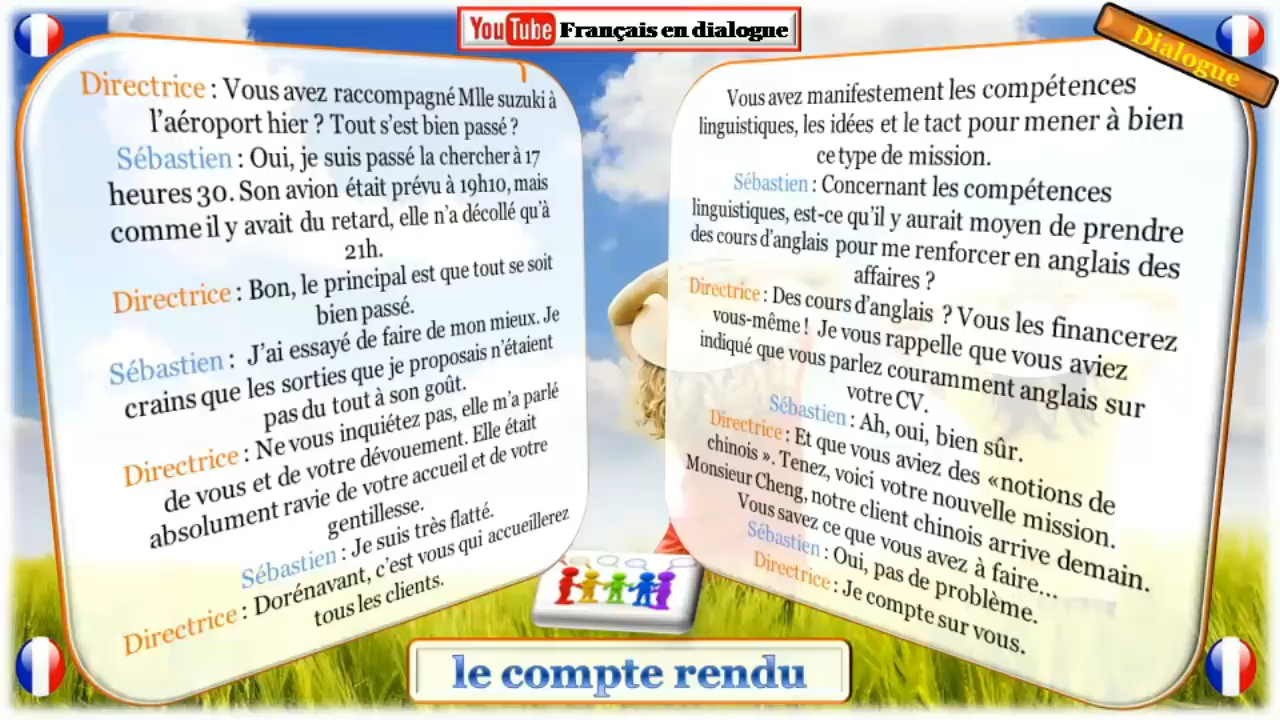 YouTube Français en dialogue
Dialogue
Directrice : Vous avez raccompagné Mlle suzuki à
l'aéroport hier ? Tout s'est bien passé ?
Sébastien : Oui, je suis passé la chercher à 17
heures 30. Son avion était prévu à 19h10, mais
comme il y avait du retard, elle n'a décollé qu'à
21h.
Directrice : Bon, le principal est que tout se soit
bien passé.
Sébastien : J'ai essayé de faire de mon mieux. Je
crains que les sorties que je proposais n'étaient
pas du tout à son goût.
Directrice : Ne vous inquiétez pas, elle m'a parlé
de vous et de votre dévouement. Elle était
absolument ravie de votre accueil et de votre
gentillesse.
Sébastien : Je suis très flatté.
Directrice : Dorénavant, c'est vous qui accueillerez
tous les clients.
Vous avez manifestement les compétences
linguistiques, les idées et le tact pour mener à bien
ce type de mission.
Sébastien : Concernant les compétences
linguistiques, est-ce qu'il y aurait moyen de prendre
des cours d'anglais pour me renforcer en anglais des
affaires ?
Directrice : Des cours d'anglais ? Vous les financerez
vous-même ! Je vous rappelle que vous aviez
indiqué que vous parlez couramment anglais sur
votre CV.
Sébastien : Ah, oui, bien sûr.
Directrice : Et que vous aviez des «notions de
chinois ». Tenez, voici votre nouvelle mission.
Monsieur Cheng, notre client chinois arrive demain.
Vous savez ce que vous avez à faire...
Sébastien : Oui, pas de problème.
Directrice : Je compte sur vous.
le compte rendu